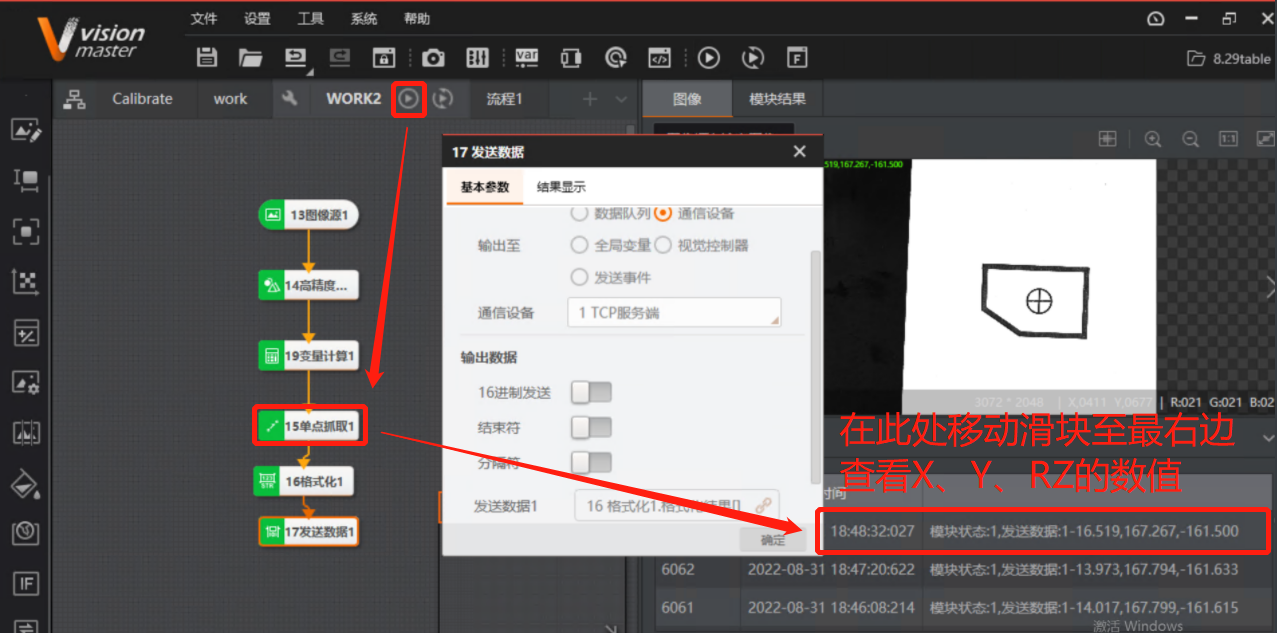 vision
master
文件 设置 工具 系统 帮助
8.29table
Calibrate work WORK2 流程1 图像 模块结果
17 发送数据
基本参数 结果显示
数据队列 通信设备
输出至 全局变量 视觉控制器
发送事件
通信设备 1 TCP服务端
输出数据
16进制发送
结束符
分隔符
发送数据1 16 格式化1.格式化结果[]
确定
13图像源1
14高精度...
19变量计算1
15单点抓取1
16格式化1
17发送数据1
519,167.267,-161.500
3072 * 2048 | X,0411 Y,0677 | R:021 G:021 B:02
在此处移动滑块至最右边
查看X、Y、RZ的数值
时间
18:48:32:027 模块状态:1,发送数据:1-16.519,167.267,-161.500
6062 2022-08-31 18:47:20:622 模块状态:1,发送数据:1-13.973,167.794,-161.633
6061 2022-08-31 18:46:08:214 模块状态:1,发送数据:1-14.017,167.799,-161.615
激活 Windows